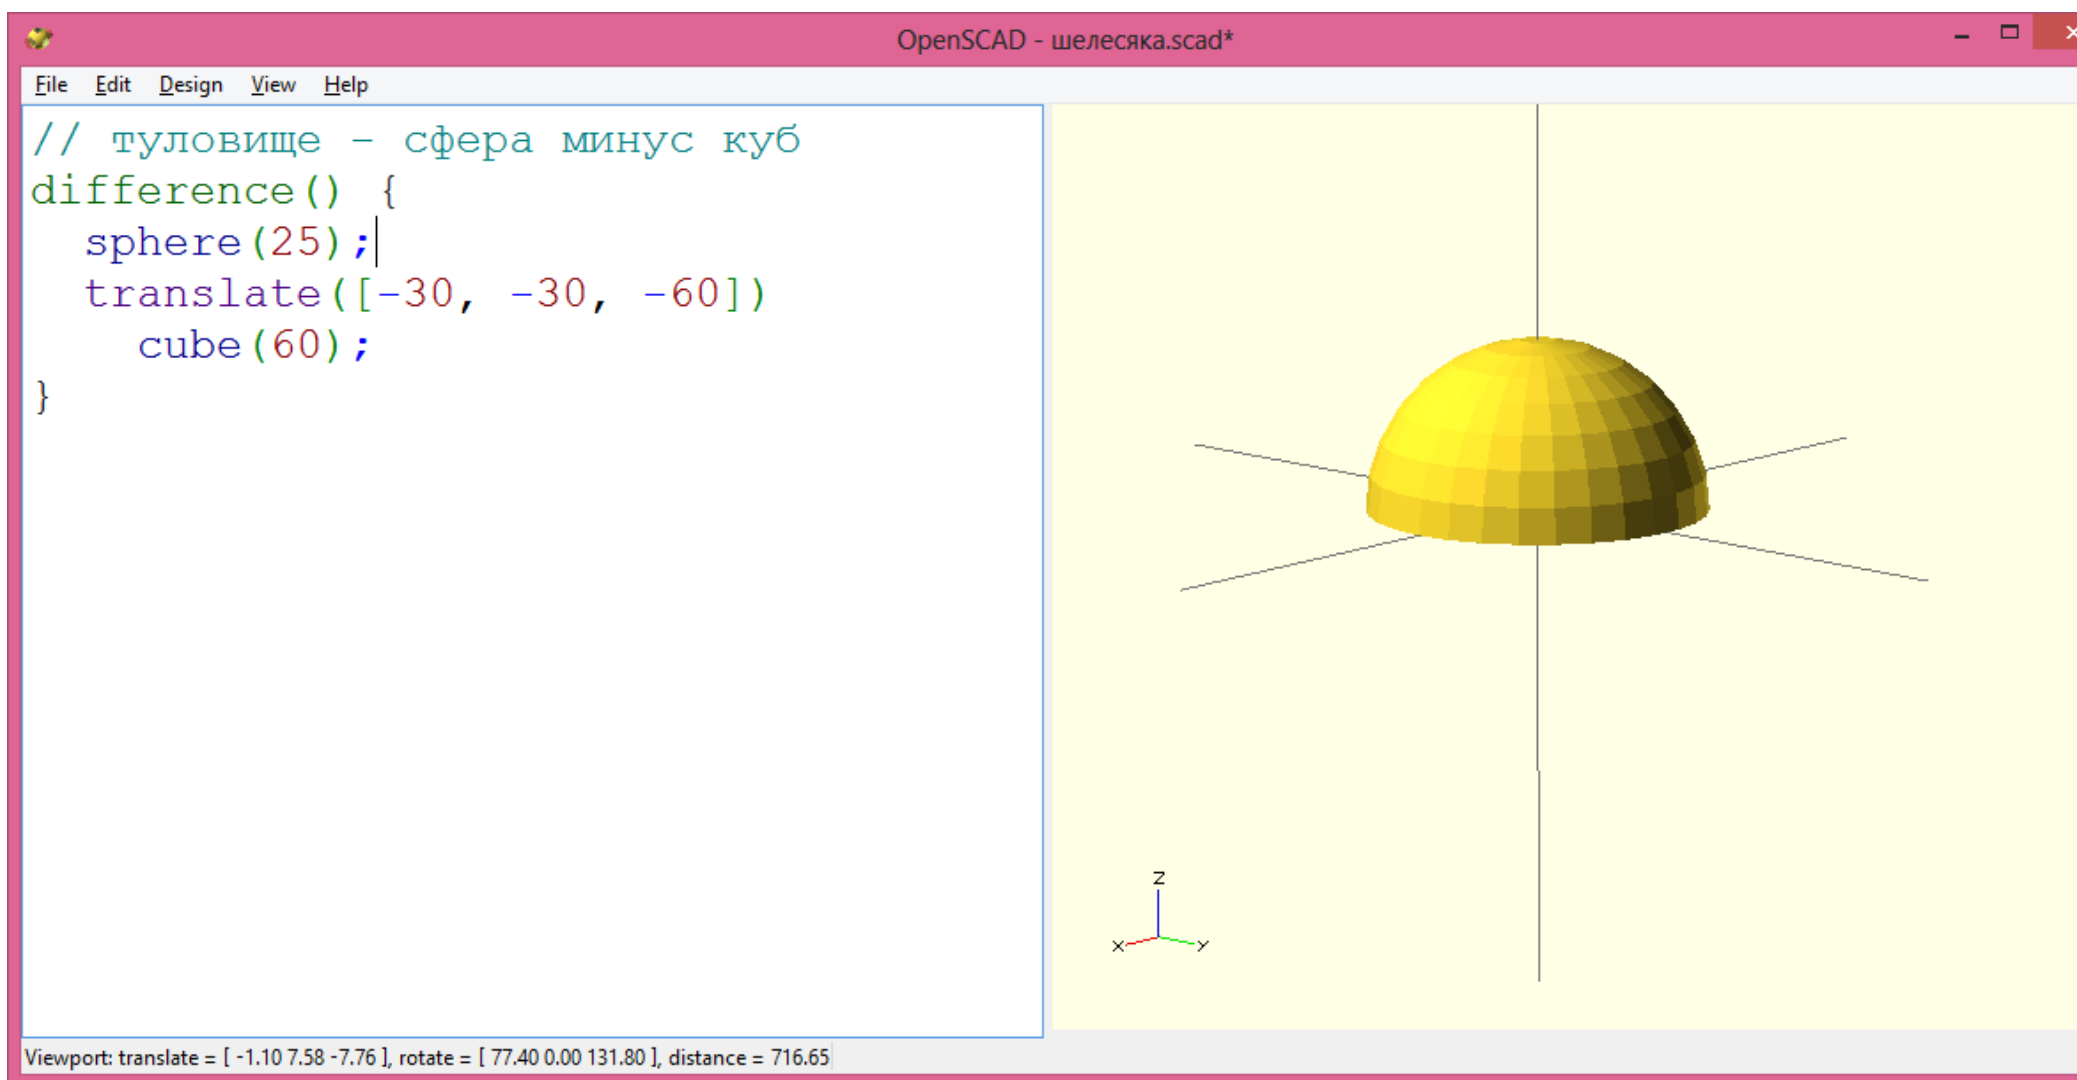 OpenSCAD - шелесяка.scad*
File Edit Design View Help
// туловище - сфера минус куб
difference() {
  sphere(25);
  translate([-30, -30, -60])
    cube(60);
}
z
x y
Viewport: translate = [ -1.10 7.58 -7.76 ], rotate = [ 77.40 0.00 131.80 ], distance = 716.65